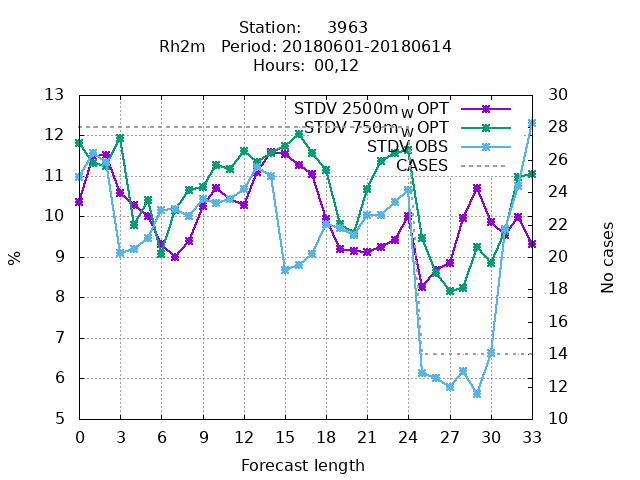 Station: 3963
Rh2m Period: 20180601-20180614
Hours: 00,12
STDV 2500m W OPT
STDV 750m W OPT
STDV OBS
CASES
%
No cases
13
12
11
10
9
8
7
6
5
30
28
26
24
22
20
18
16
14
12
10
0 3 6 9 12 15 18 21 24 27 30 33
Forecast length